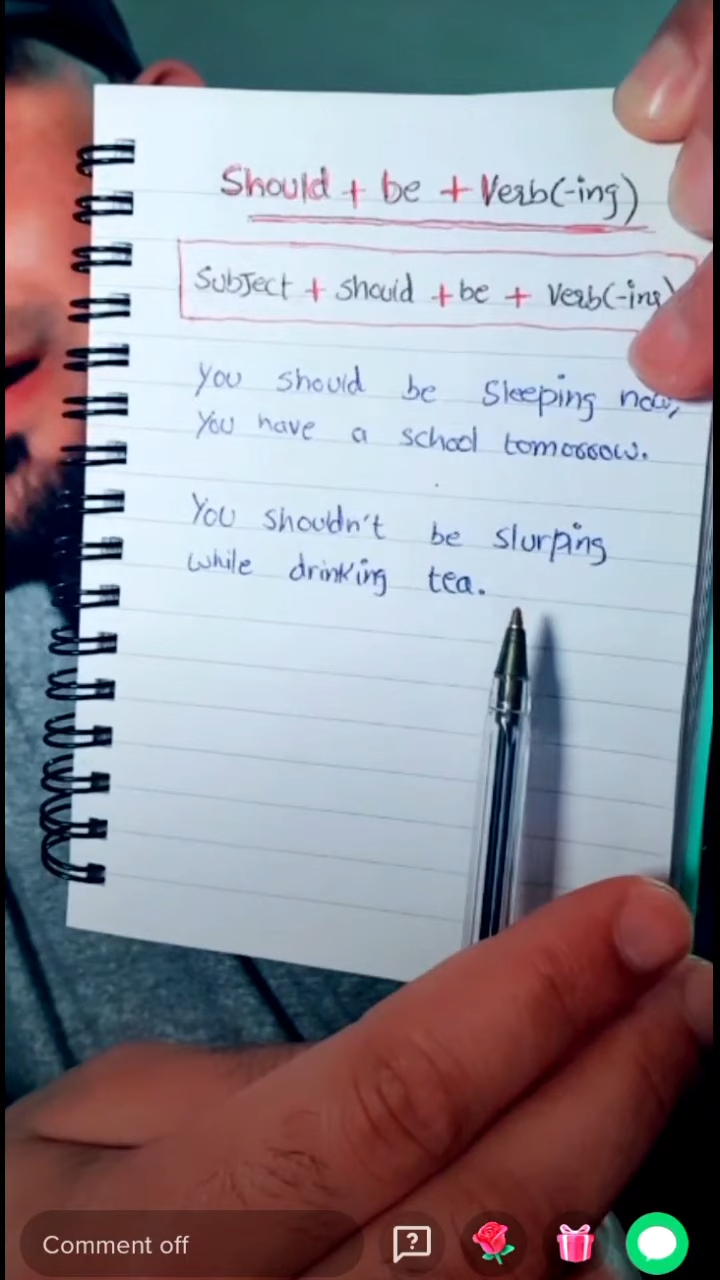 Should + be + Verb(-ing)
Subject + should + be + Verb(-ing)
You should be Sleeping now,
You have a school tomorrow.
You shouldn't be slurping
while drinking tea.
Comment off